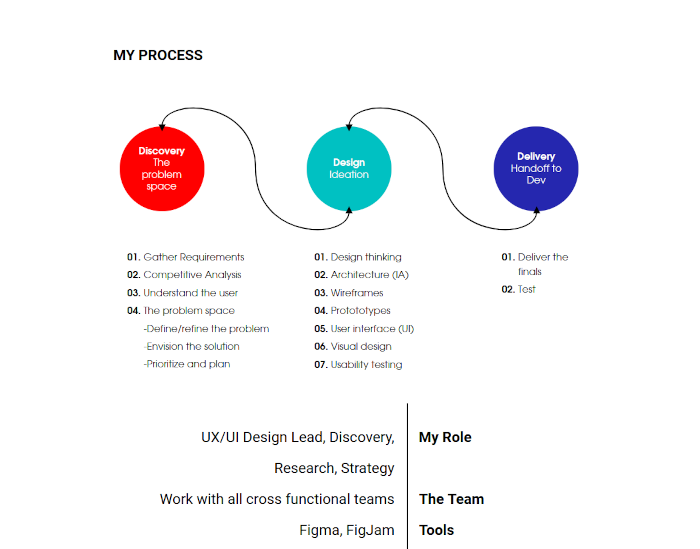 MY PROCESS
Discovery
The
problem
space
Design
Ideation
Delivery
Handoff to
Dev
01. Gather Requirements
02. Competitive Analysis
03. Understand the user
04. The problem space
-Define/refine the problem
-Envision the solution
-Prioritize and plan
01. Design thinking
02. Architecture (IA)
03. Wireframes
04. Protototypes
05. User interface (UI)
06. Visual design
07. Usability testing
01. Deliver the
finals
02. Test
UX/UI Design Lead, Discovery, My Role
Research, Strategy
Work with all cross functional teams The Team
Figma, FigJam Tools